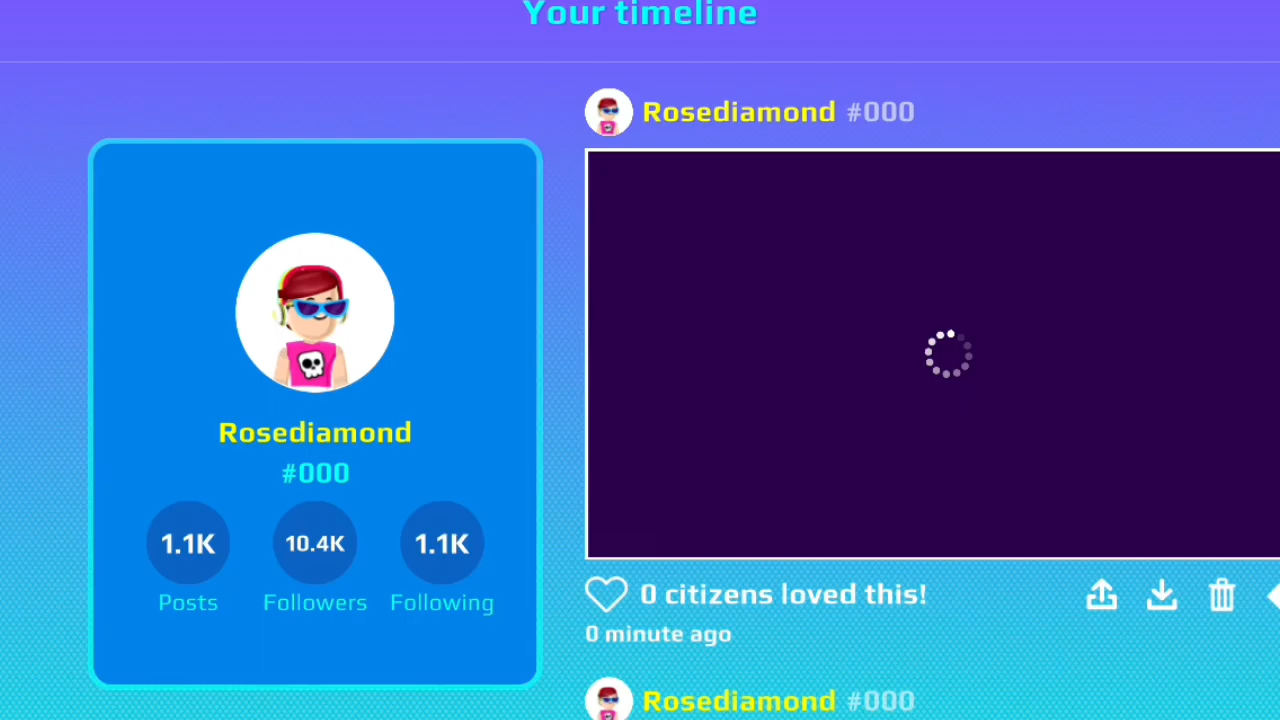 Your timeline
Rosediamond #000
Rosediamond
#000
1.1K 10.4K 1.1K
Posts Followers Following
0 citizens loved this!
0 minute ago
Rosediamond #000